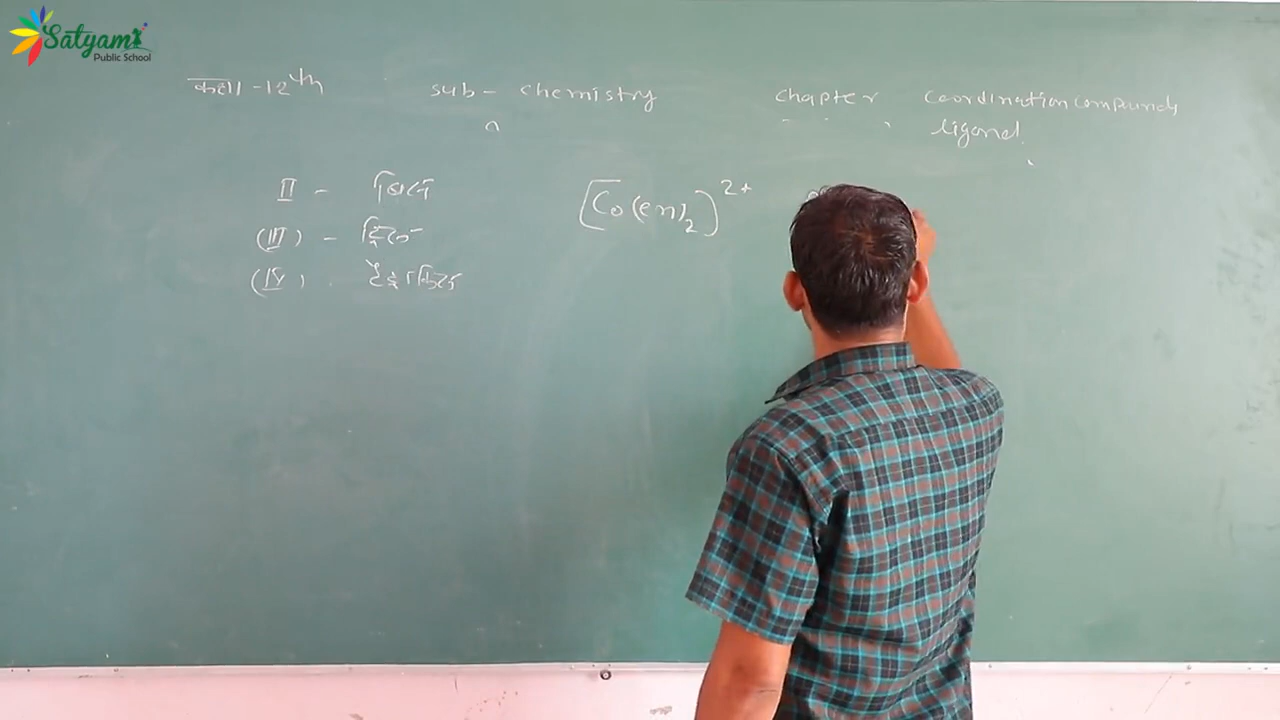 Satyam
Public School
कक्षा - 12th sub - chemistry chapter coordination compounds
ligand
II -
[Co(en)2]2+
(III) -
(IV)